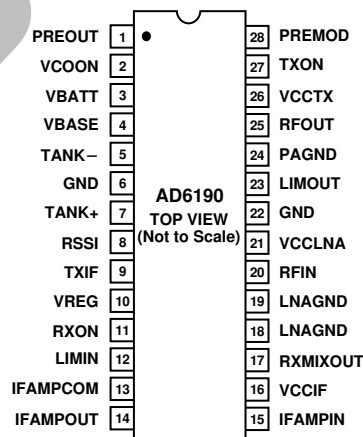 PREOUT 1 28 PREMOD
VCOON 2 27 TXON
VBATT 3 26 VCCTX
VBASE 4 25 RFOUT
TANK− 5 24 PAGND
GND 6 23 LIMOUT
AD6190
TANK+ 7 22 GND
TOP VIEW
(Not to Scale)
RSSI 8 21 VCCLNA
TXIF 9 20 RFIN
VREG 10 19 LNAGND
RXON 11 18 LNAGND
LIMIN 12 17 RXMIXOUT
IFAMPCOM 13 16 VCCIF
IFAMPOUT 14 15 IFAMPIN